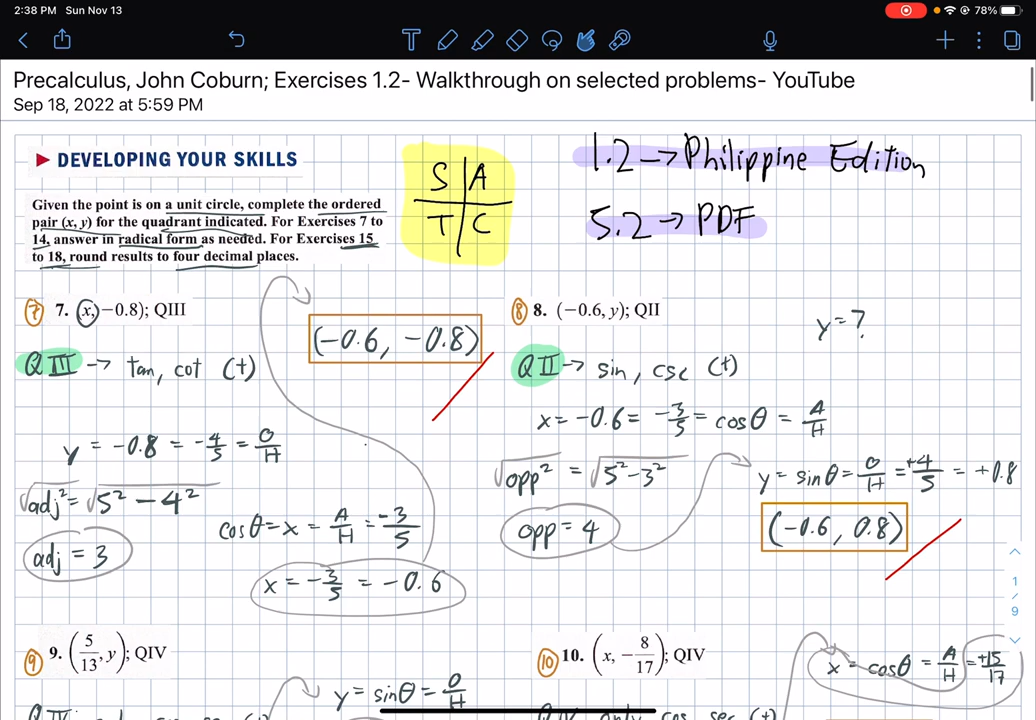 2:38 PM Sun Nov 13
78%
Precalculus, John Coburn; Exercises 1.2- Walkthrough on selected problems- YouTube
Sep 18, 2022 at 5:59 PM
▶ DEVELOPING YOUR SKILLS
Given the point is on a unit circle, complete the ordered
pair (x, y) for the quadrant indicated. For Exercises 7 to
14, answer in radical form as needed. For Exercises 15
to 18, round results to four decimal places.
S A
T C
1.2 → Philippine Edition
5.2 → PDF
7 7. (x, −0.8); QIII
(−0.6, −0.8)
QIII → tan, cot (t)
y = −0.8 = −4/5 = O/H
√adj² = √5² − 4²
adj = 3
cosθ = x = A/H = −3/5
x = −3/5 = −0.6
8 8. (−0.6, y); QII
y = ?
QII → sin, csc (t)
x = −0.6 = −3/5 = cosθ = A/H
√opp² = √5² − 3²
opp = 4
y = sinθ = O/H = +4/5 = +0.8
(−0.6, 0.8)
9 9. (5/13, y); QIV
y = sinθ = O/H
10 10. (x, −8/17); QIV
x = cosθ = A/H = +15/17
1
/
9